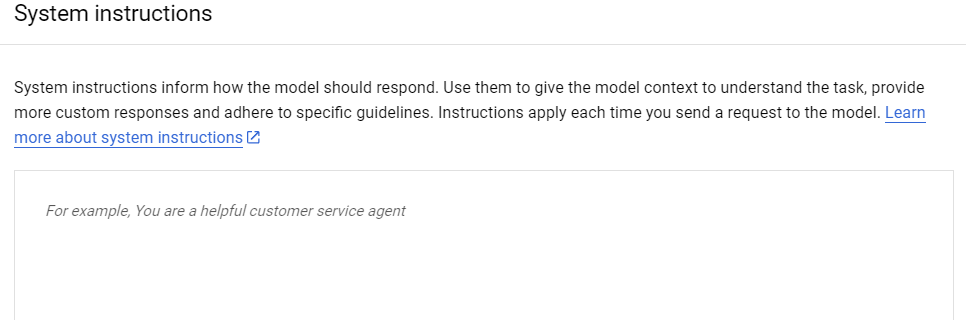 System instructions
System instructions inform how the model should respond. Use them to give the model context to understand the task, provide
more custom responses and adhere to specific guidelines. Instructions apply each time you send a request to the model. Learn
more about system instructions
For example, You are a helpful customer service agent